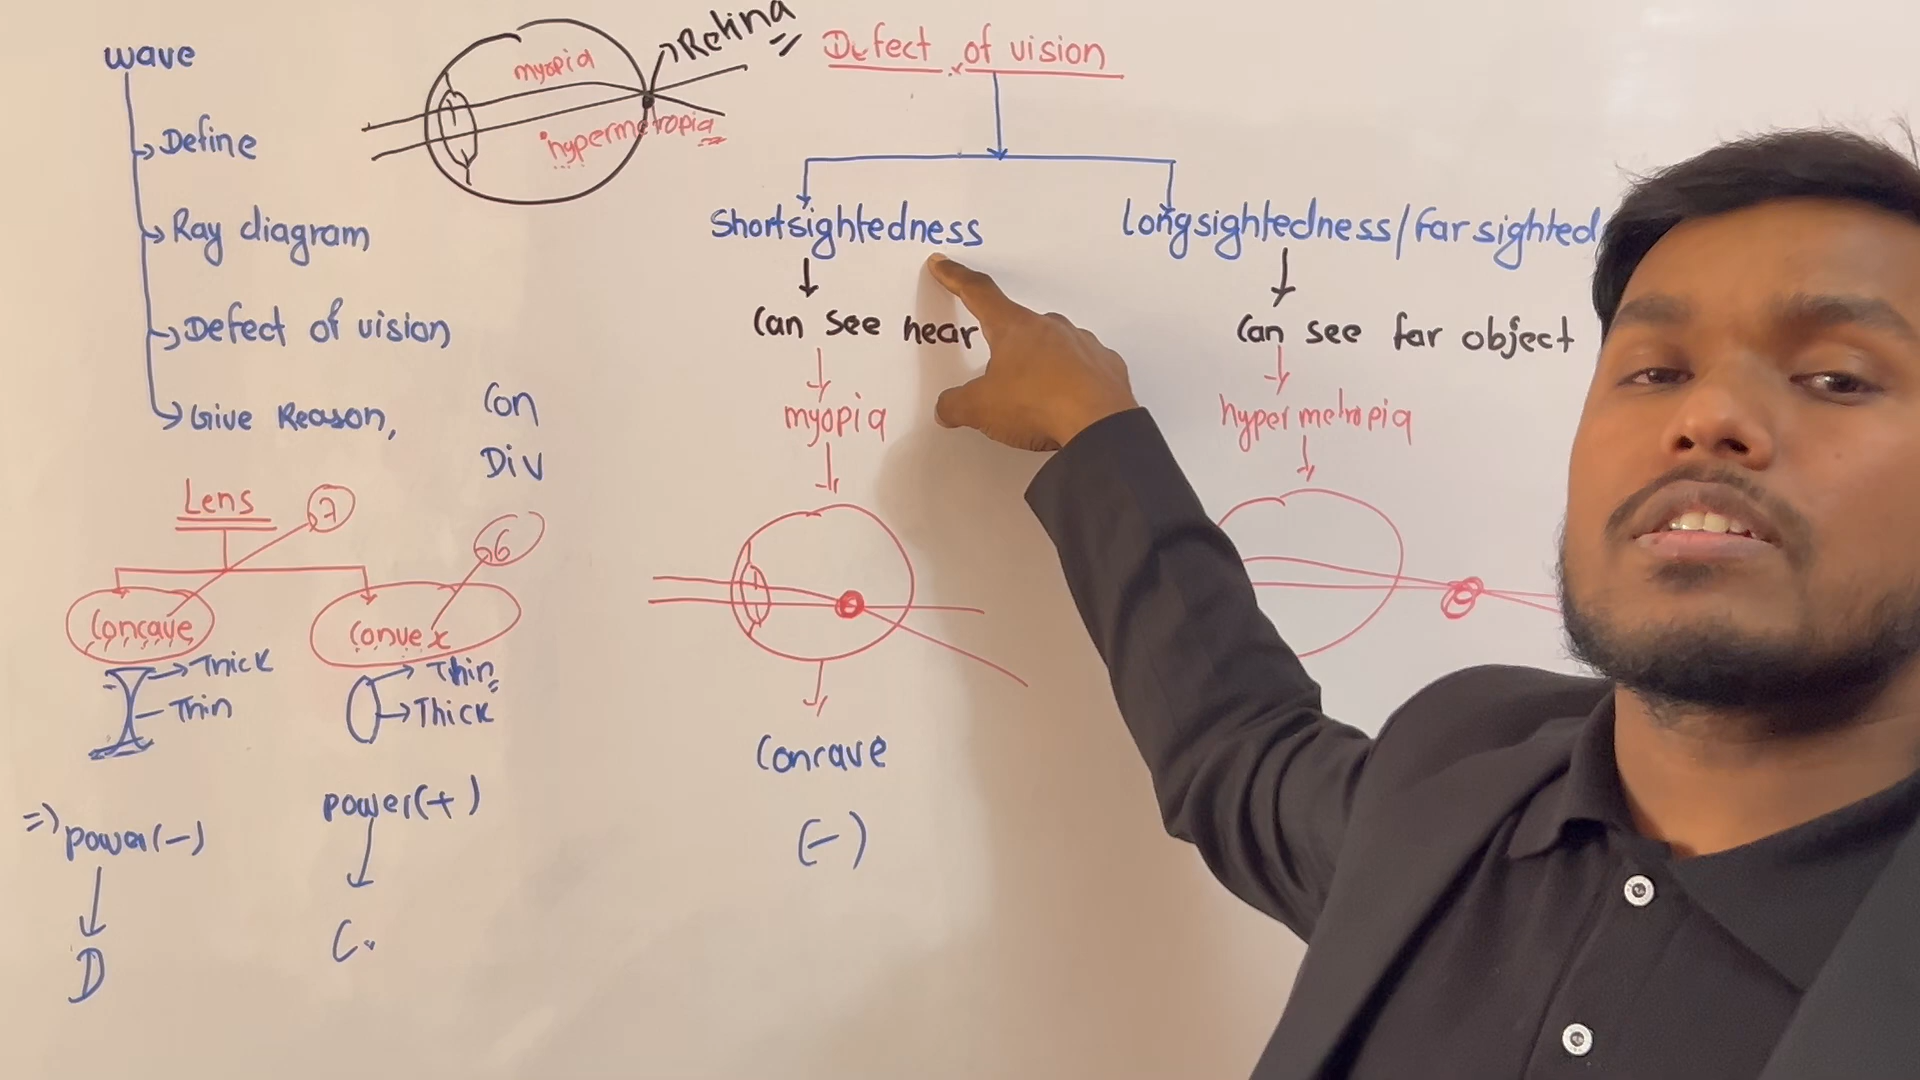 wave
Define
Ray diagram
Defect of vision
Give Reason,
Con
Div
Lens
7
6
Concave
Convex
Thick
Thin
Thin
Thick
=> power(-)
D
power(+)
C.
myopia
hypermetropia
Retina
Defect of vision
Shortsightedness
Can see near
myopia
Concave
(-)
Longsightedness/Farsighted
Can see far object
hypermetropia